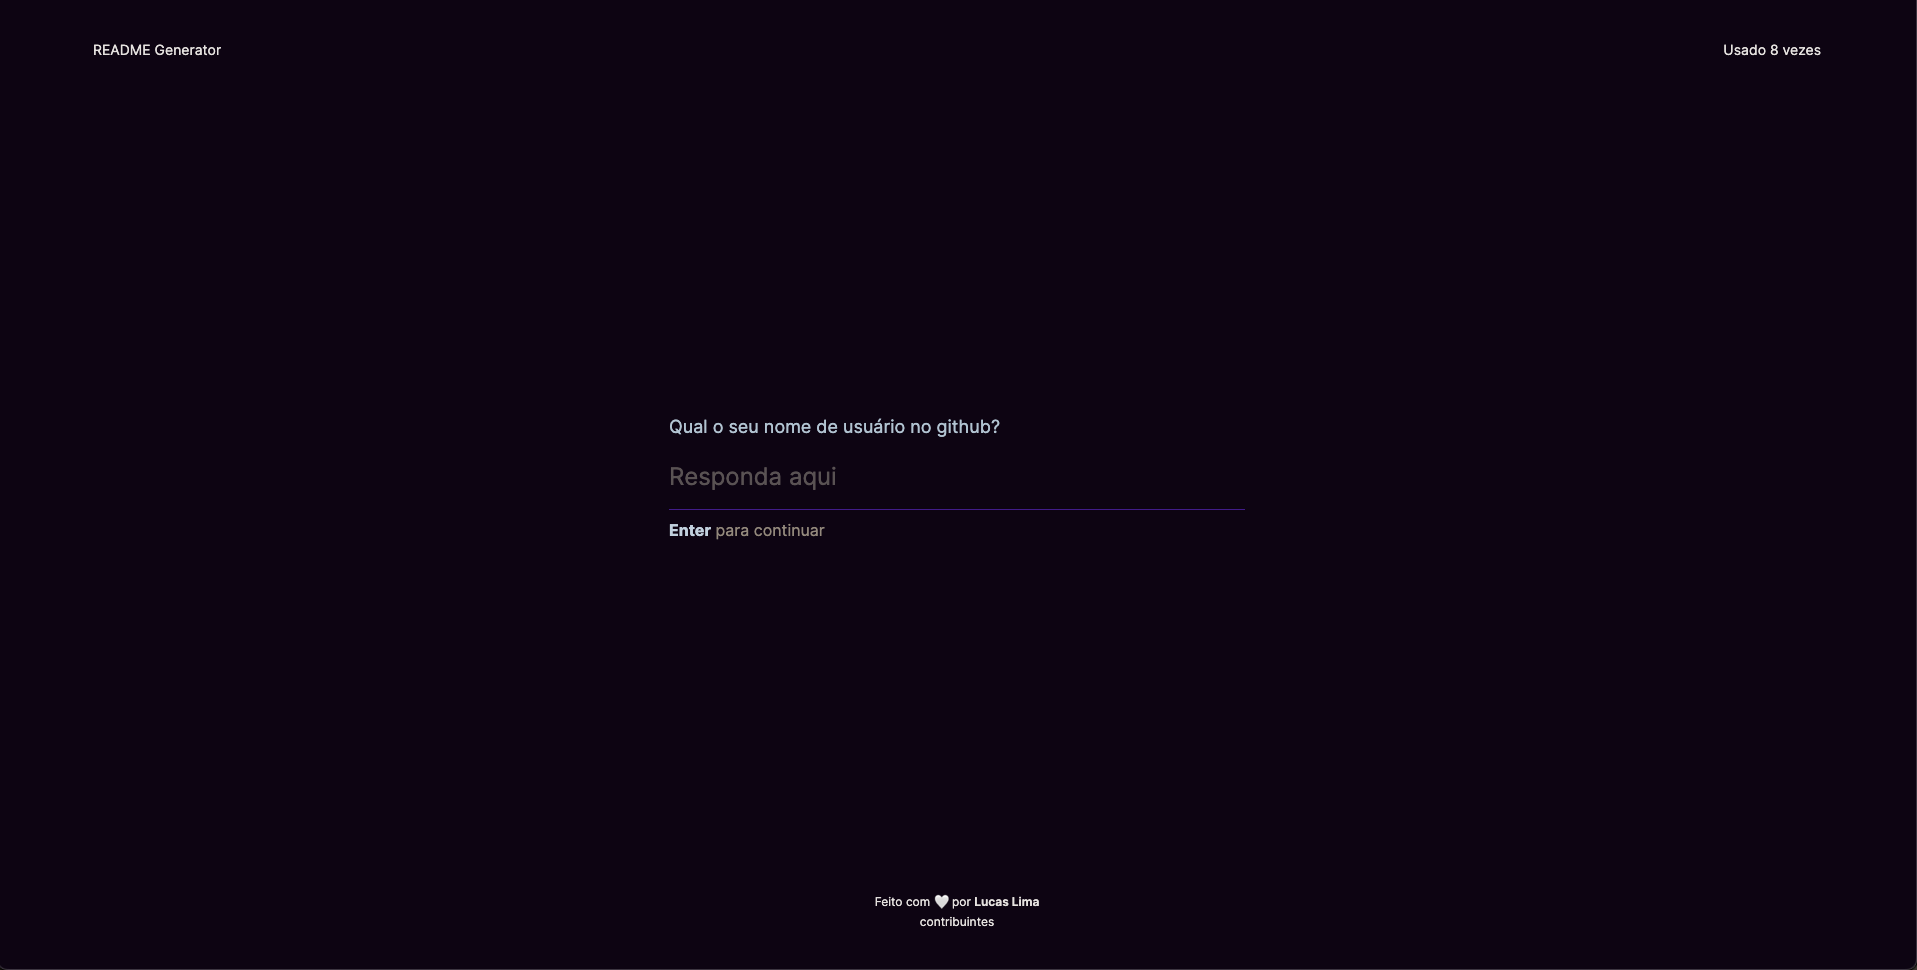 README Generator
Usado 8 vezes
Qual o seu nome de usuário no github?
Responda aqui
Enter para continuar
Feito com 🤍 por Lucas Lima
contribuintes